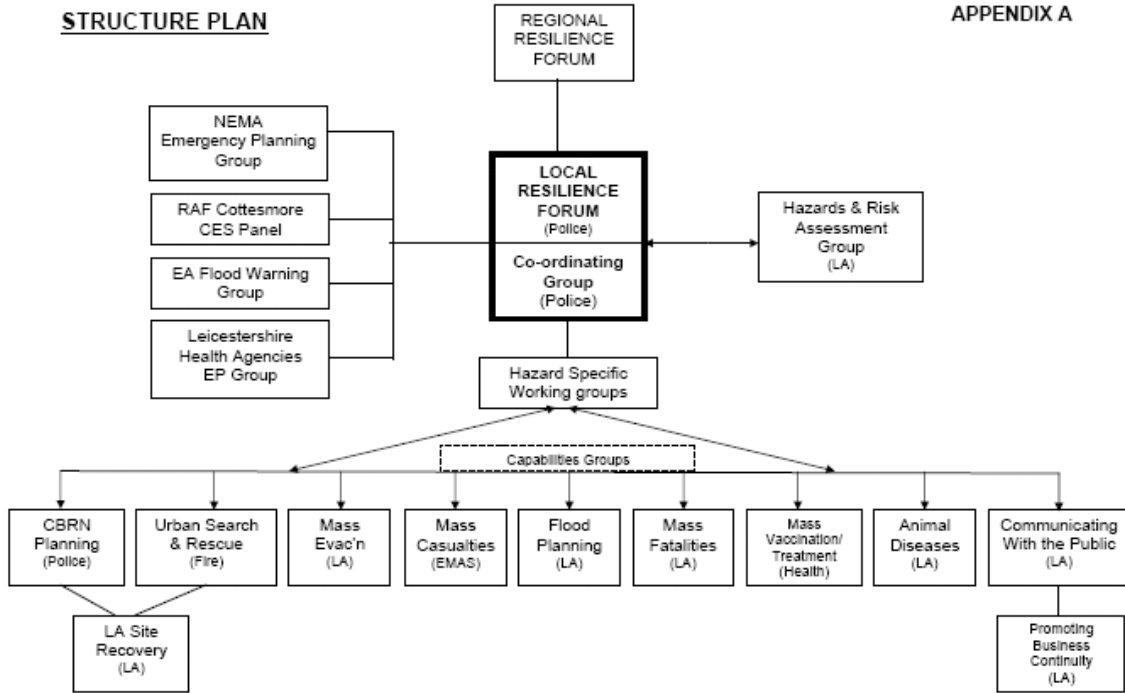 STRUCTURE PLAN
APPENDIX A
REGIONAL
RESILIENCE
FORUM
NEMA
Emergency Planning
Group
RAF Cottesmore
CES Panel
EA Flood Warning
Group
Leicestershire
Health Agencies
EP Group
LOCAL
RESILIENCE
FORUM
(Police)
Co-ordinating
Group
(Police)
Hazards & Risk
Assessment
Group
(LA)
Hazard Specific
Working groups
Capabilities Groups
CBRN
Planning
(Police)
Urban Search
& Rescue
(Fire)
Mass
Evac'n
(LA)
Mass
Casualties
(EMAS)
Flood
Planning
(LA)
Mass
Fatalities
(LA)
Mass
Vaccination/
Treatment
(Health)
Animal
Diseases
(LA)
Communicating
With the Public
(LA)
LA Site
Recovery
(LA)
Promoting
Business
Continuity
(LA)